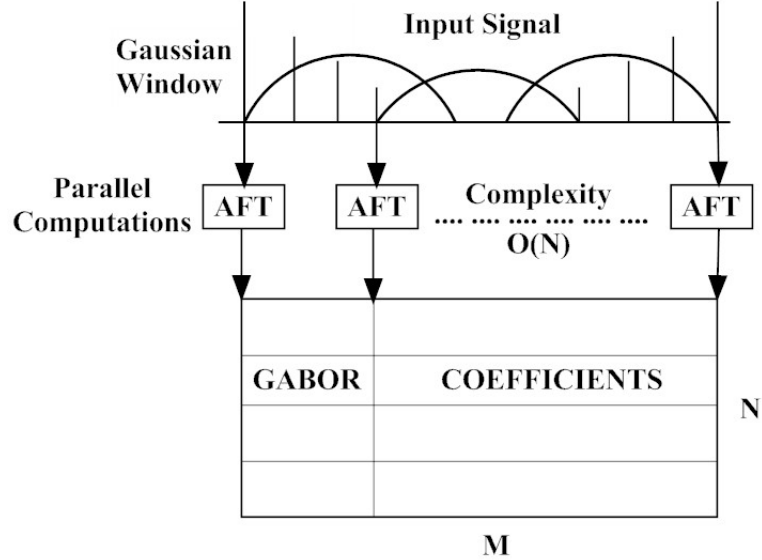 Input Signal
Gaussian
Window
Parallel
Computations
AFT
AFT
Complexity
O(N)
AFT
GABOR
COEFFICIENTS
N
M